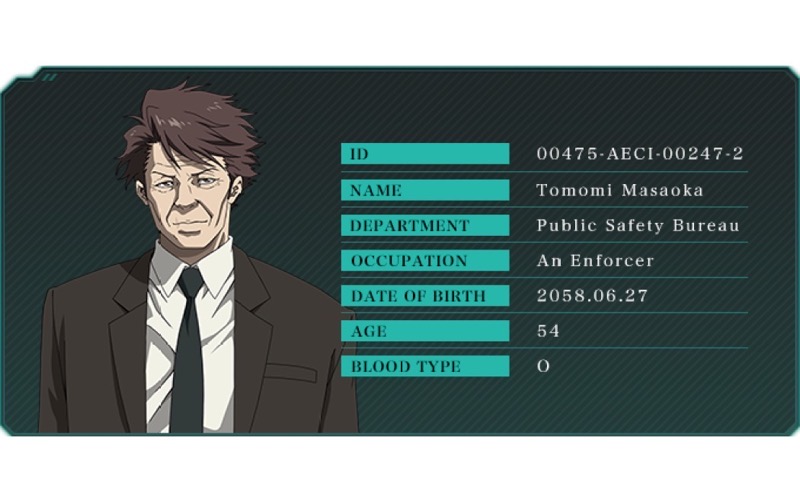 ID 00475-AECI-00247-2
NAME Tomomi Masaoka
DEPARTMENT Public Safety Bureau
OCCUPATION An Enforcer
DATE OF BIRTH 2058.06.27
AGE 54
BLOOD TYPE O